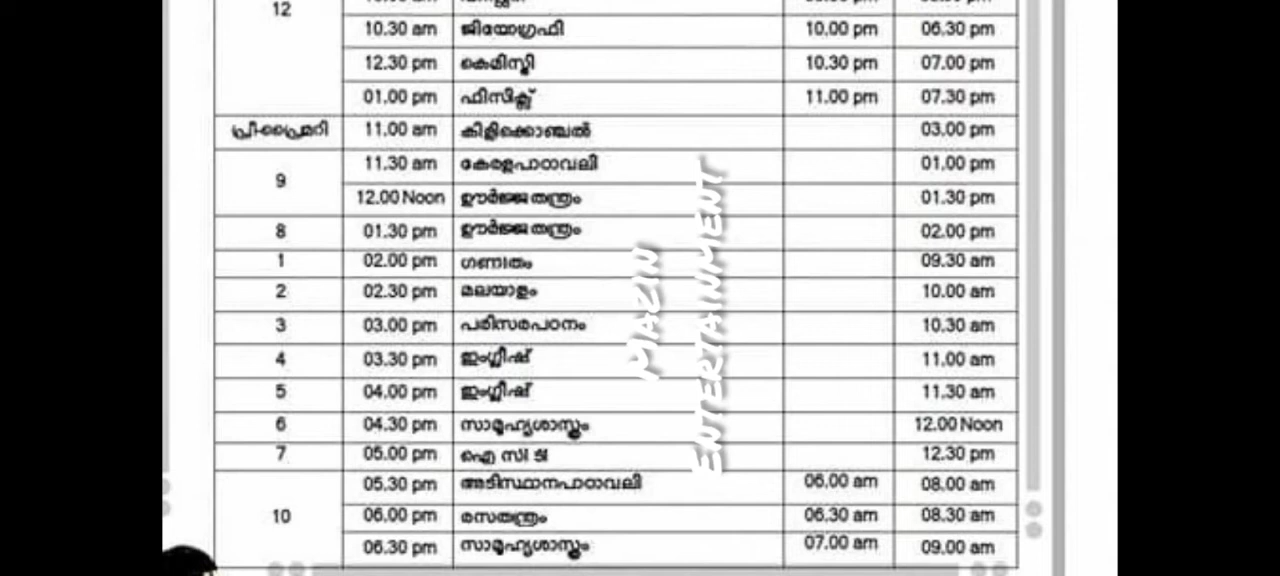 12
10.30 am ജിയോഗ്രഫി 10.00 pm 06.30 pm
12.30 pm കെമിസ്ട്രി 10.30 pm 07.00 pm
01.00 pm ഫിസിക്സ് 11.00 pm 07.30 pm
പ്രീ-പ്രൈമറി 11.00 am കിളിക്കൊഞ്ചൽ 03.00 pm
9 11.30 am കേരളപാഠാവലി 01.00 pm
12.00 Noon ഊർജ്ജതന്ത്രം 01.30 pm
8 01.30 pm ഊർജ്ജതന്ത്രം 02.00 pm
1 02.00 pm ഗണിതം 09.30 am
2 02.30 pm മലയാളം 10.00 am
3 03.00 pm പരിസരപഠനം 10.30 am
4 03.30 pm ഇംഗ്ലീഷ് 11.00 am
5 04.00 pm ഇംഗ്ലീഷ് 11.30 am
6 04.30 pm സാമൂഹ്യശാസ്ത്രം 12.00 Noon
7 05.00 pm ഐ സി ടി 12.30 pm
10 05.30 pm അടിസ്ഥാനപാഠാവലി 06.00 am 08.00 am
06.00 pm രസതന്ത്രം 06.30 am 08.30 am
06.30 pm സാമൂഹ്യശാസ്ത്രം 07.00 am 09.00 am
MAZIN
ENTERTAINMENT